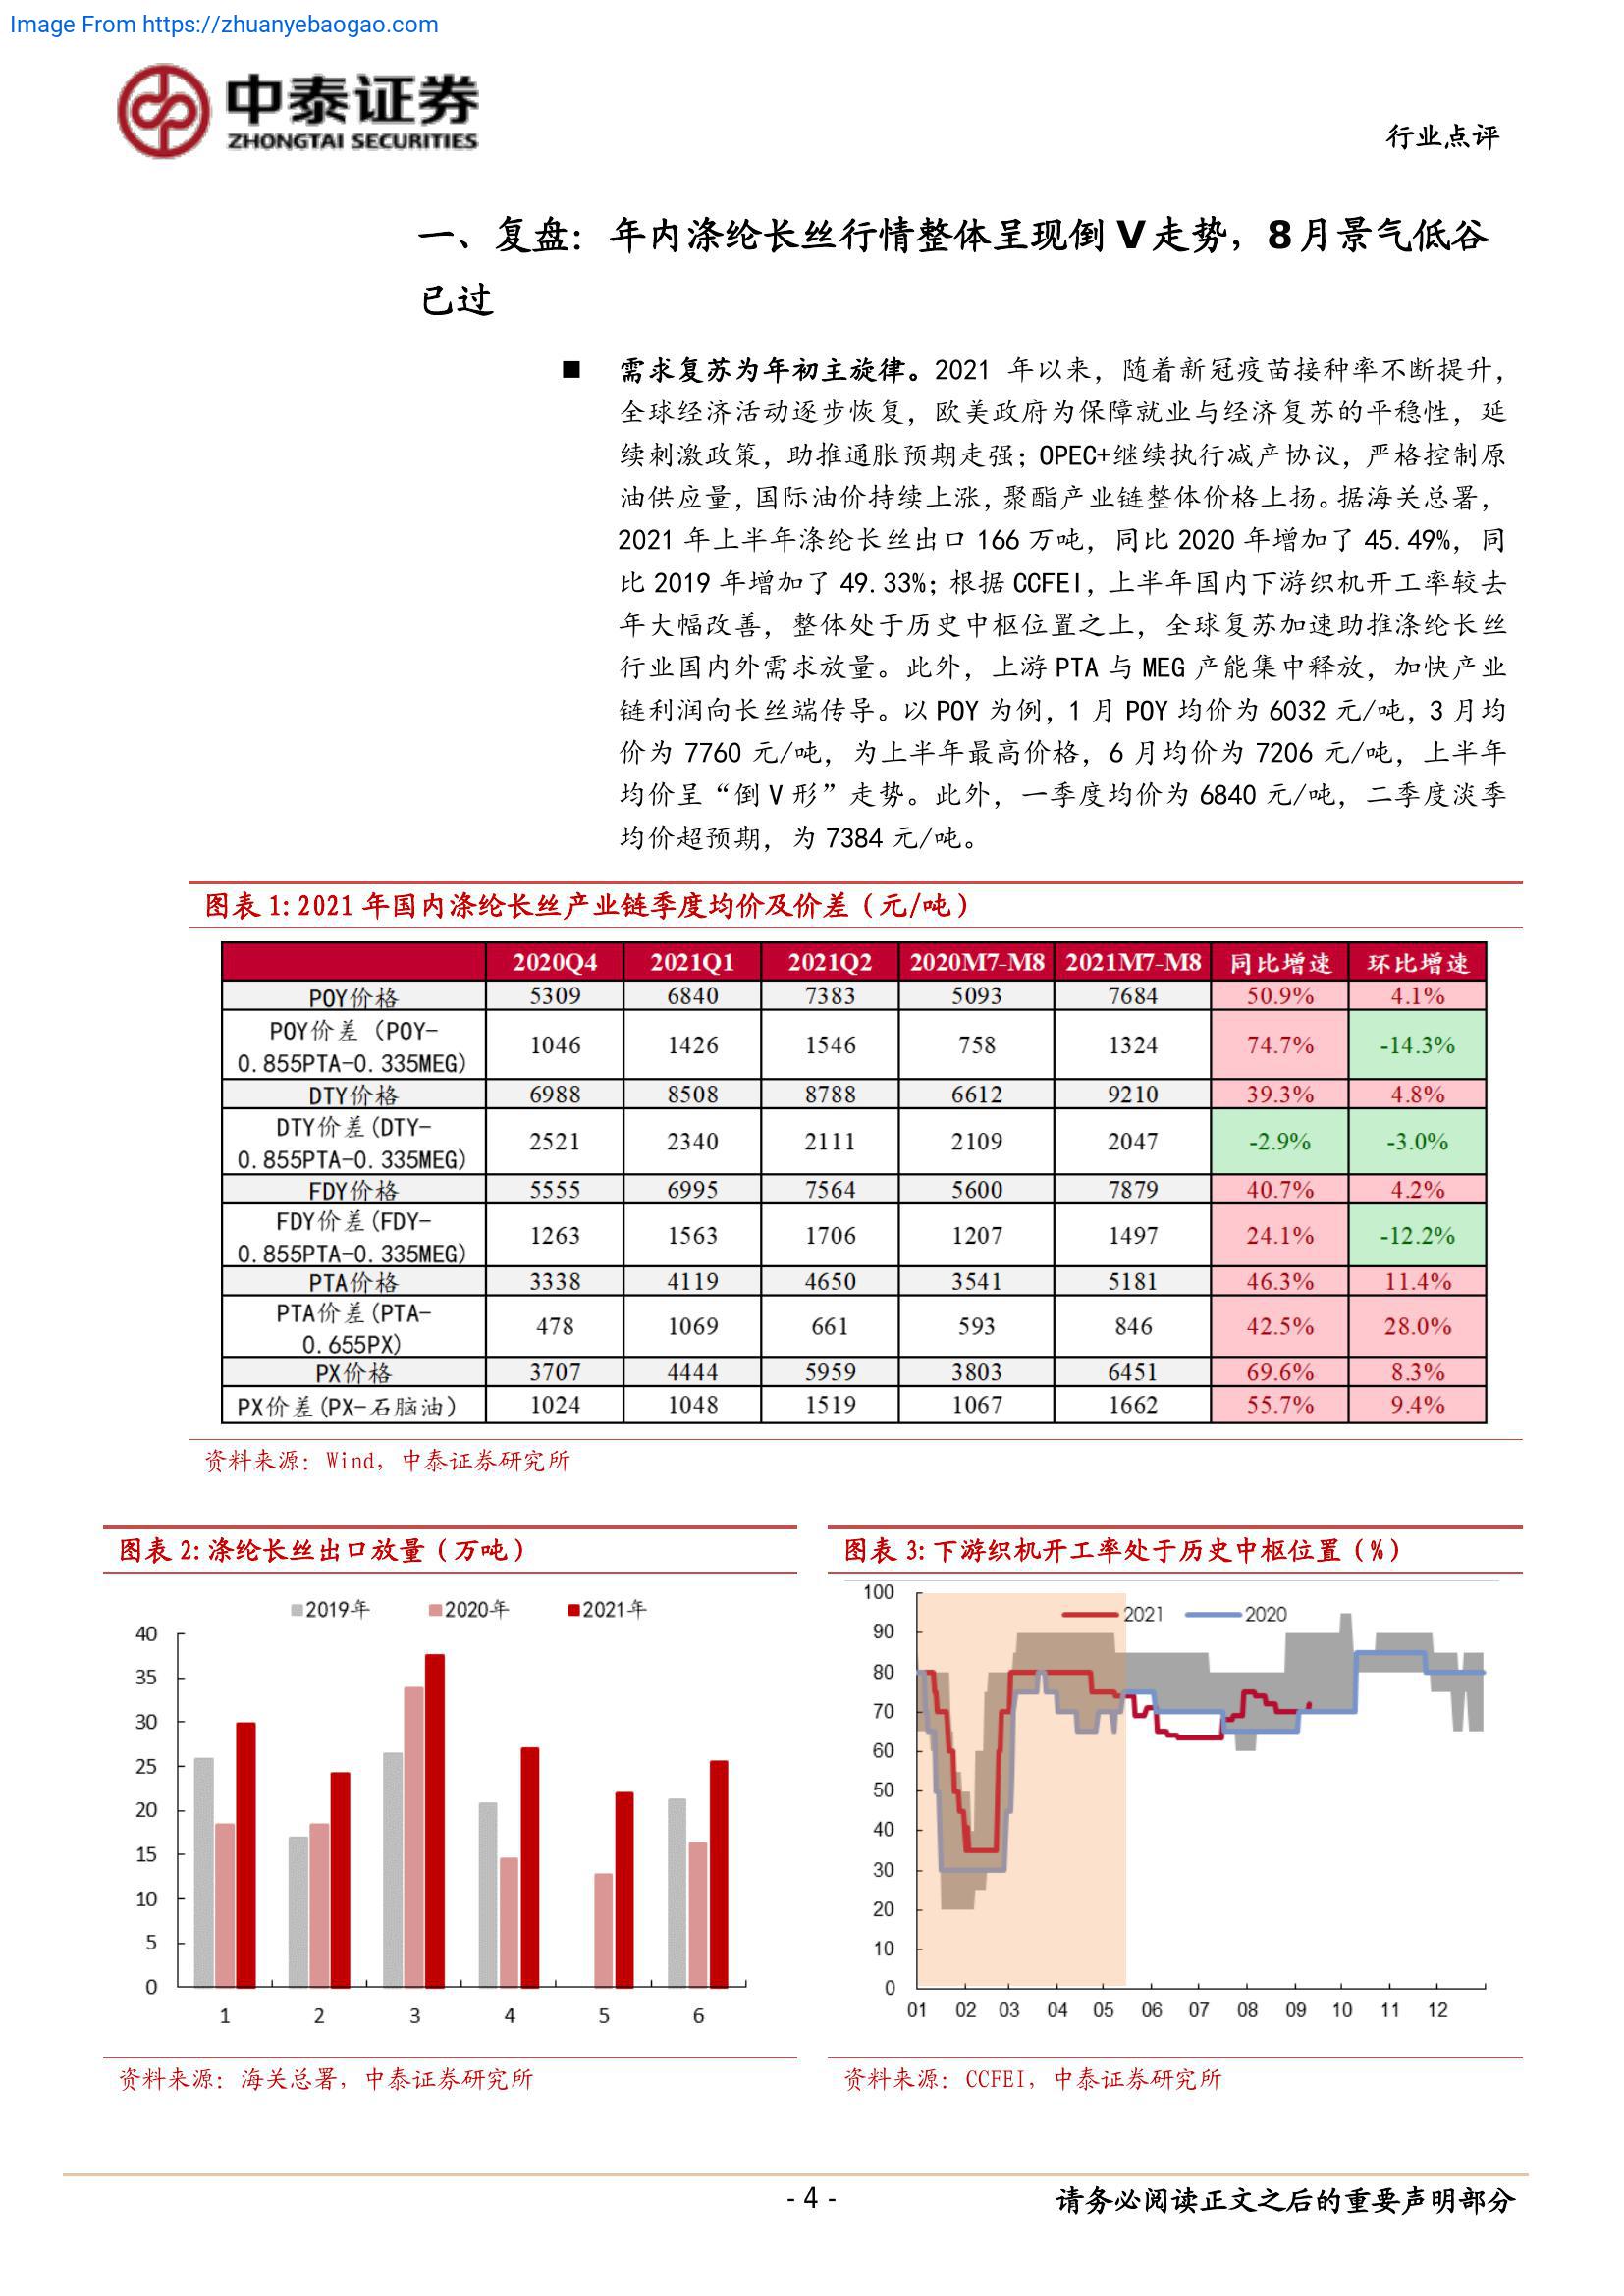 Image From https://zhuanyebaogao.com
中泰证券
ZHONGTAI SECURITIES
行业点评
一、复盘：年内涤纶长丝行情整体呈现倒 V 走势，8 月景气低谷
已过
■ 需求复苏为年初主旋律。2021 年以来，随着新冠疫苗接种率不断提升，
全球经济活动逐步恢复，欧美政府为保障就业与经济复苏的平稳性，延
续刺激政策，助推通胀预期走强；OPEC+继续执行减产协议，严格控制原
油供应量，国际油价持续上涨，聚酯产业链整体价格上扬。据海关总署，
2021 年上半年涤纶长丝出口 166 万吨，同比 2020 年增加了 45.49%，同
比 2019 年增加了 49.33%；根据 CCFEI，上半年国内下游织机开工率较去
年大幅改善，整体处于历史中枢位置之上，全球复苏加速助推涤纶长丝
行业国内外需求放量。此外，上游 PTA 与 MEG 产能集中释放，加快产业
链利润向长丝端传导。以 POY 为例，1 月 POY 均价为 6032 元/吨，3 月均
价为 7760 元/吨，为上半年最高价格，6 月均价为 7206 元/吨，上半年
均价呈“倒 V 形”走势。此外，一季度均价为 6840 元/吨，二季度淡季
均价超预期，为 7384 元/吨。
图表 1：2021 年国内涤纶长丝产业链季度均价及价差（元/吨）
2020Q4 2021Q1 2021Q2 2020M7-M8 2021M7-M8 同比增速 环比增速
POY价格 5309 6840 7383 5093 7684 50.9% 4.1%
POY价差（POY-
0.855PTA-0.335MEG) 1046 1426 1546 758 1324 74.7% -14.3%
DTY价格 6988 8508 8788 6612 9210 39.3% 4.8%
DTY价差(DTY-
0.855PTA-0.335MEG) 2521 2340 2111 2109 2047 -2.9% -3.0%
FDY价格 5555 6995 7564 5600 7879 40.7% 4.2%
FDY价差(FDY-
0.855PTA-0.335MEG) 1263 1563 1706 1207 1497 24.1% -12.2%
PTA价格 3338 4119 4650 3541 5181 46.3% 11.4%
PTA价差(PTA-
0.655PX) 478 1069 661 593 846 42.5% 28.0%
PX价格 3707 4444 5959 3803 6451 69.6% 8.3%
PX价差(PX-石脑油） 1024 1048 1519 1067 1662 55.7% 9.4%
资料来源：Wind，中泰证券研究所
图表 2：涤纶长丝出口放量（万吨）
2019年 2020年 2021年
40
35
30
25
20
15
10
5
0
1 2 3 4 5 6
资料来源：海关总署，中泰证券研究所
图表 3：下游织机开工率处于历史中枢位置（%）
2021 2020
100
90
80
70
60
50
40
30
20
10
0
01 02 03 04 05 06 07 08 09 10 11 12
资料来源：CCFEI，中泰证券研究所
- 4 -
请务必阅读正文之后的重要声明部分